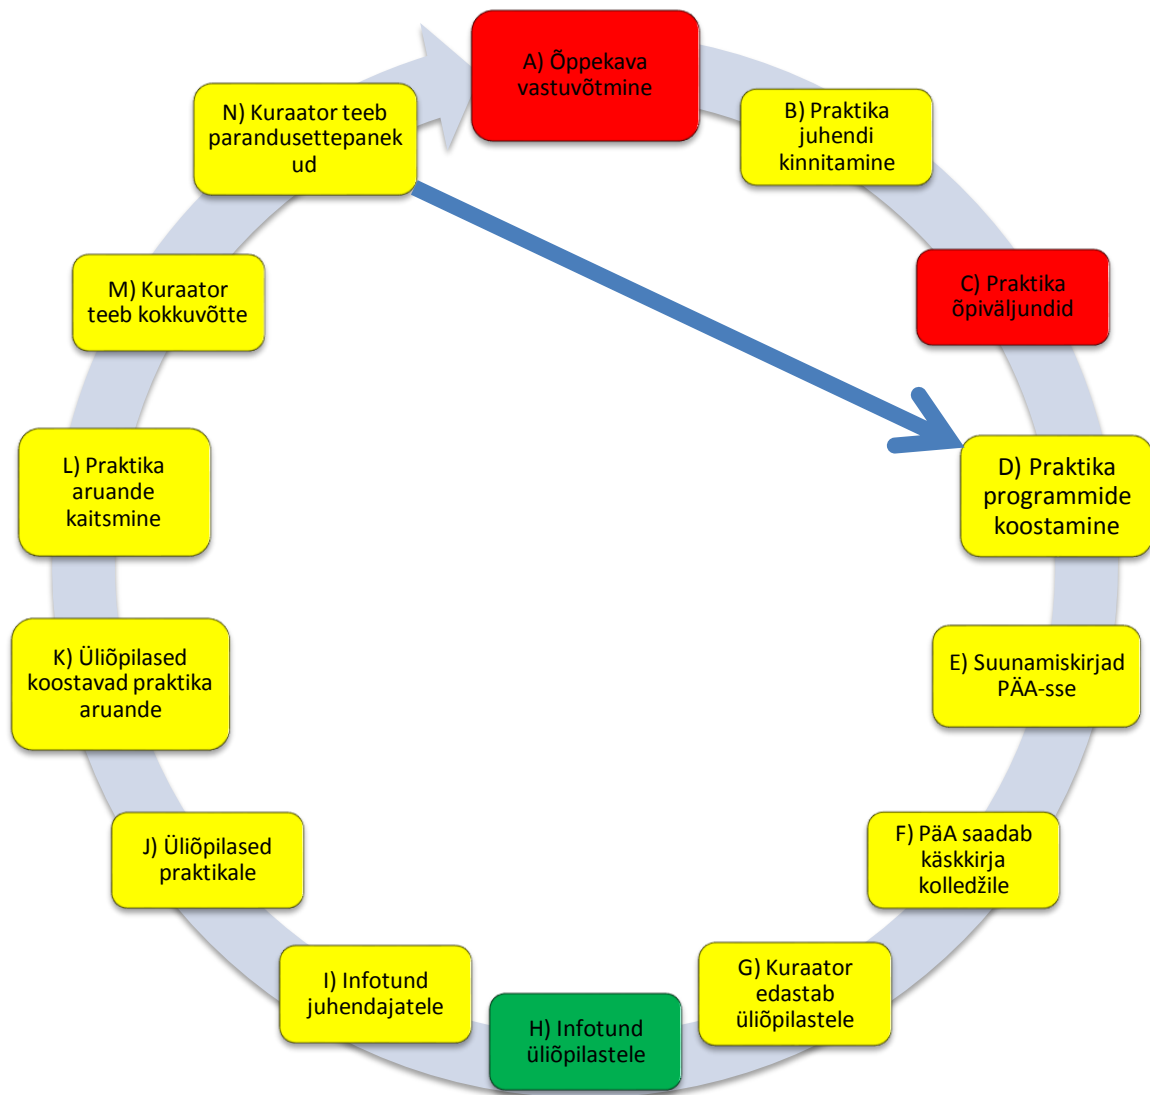 A) Õppekava
vastuvõtmine
B) Praktika
juhendi
kinnitamine
C) Praktika
õpiväljundid
D) Praktika
programmide
koostamine
E) Suunamiskirjad
PÄA-sse
F) PäA saadab
käskkirja
kolledžile
G) Kuraator
edastab
üliõpilastele
H) Infotund
üliõpilastele
I) Infotund
juhendajatele
J) Üliõpilased
praktikale
K) Üliõpilased
koostavad praktika
aruande
L) Praktika
aruande
kaitsmine
M) Kuraator
teeb kokkuvõtte
N) Kuraator teeb
parandusettepanek
ud